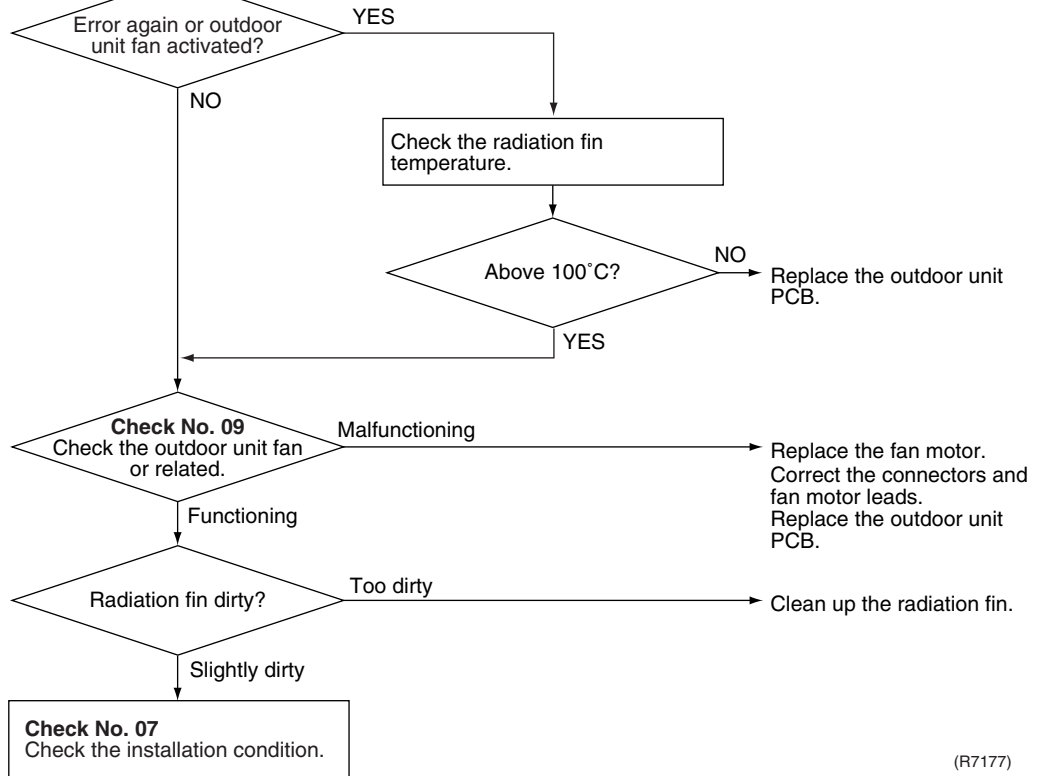 Error again or outdoor
unit fan activated?
YES
NO
Check the radiation fin
temperature.
Above 100˚C?
NO
Replace the outdoor unit
PCB.
YES
Check No. 09
Check the outdoor unit fan
or related.
Malfunctioning
Replace the fan motor.
Correct the connectors and
fan motor leads.
Replace the outdoor unit
PCB.
Functioning
Radiation fin dirty?
Too dirty
Clean up the radiation fin.
Slightly dirty
Check No. 07
Check the installation condition.
(R7177)